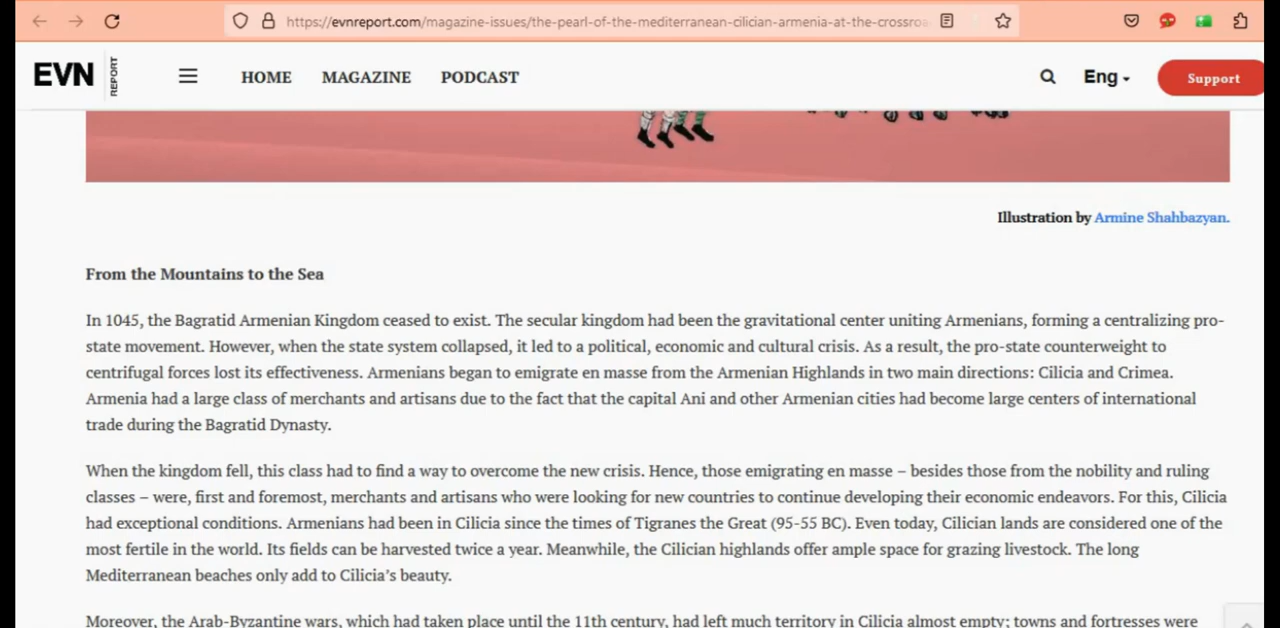 https://evnreport.com/magazine-issues/the-pearl-of-the-mediterranean-cilician-armenia-at-the-crossroa
EVN REPORT
HOME MAGAZINE PODCAST
Eng
Support
Illustration by Armine Shahbazyan.
From the Mountains to the Sea
In 1045, the Bagratid Armenian Kingdom ceased to exist. The secular kingdom had been the gravitational center uniting Armenians, forming a centralizing pro-
state movement. However, when the state system collapsed, it led to a political, economic and cultural crisis. As a result, the pro-state counterweight to
centrifugal forces lost its effectiveness. Armenians began to emigrate en masse from the Armenian Highlands in two main directions: Cilicia and Crimea.
Armenia had a large class of merchants and artisans due to the fact that the capital Ani and other Armenian cities had become large centers of international
trade during the Bagratid Dynasty.
When the kingdom fell, this class had to find a way to overcome the new crisis. Hence, those emigrating en masse – besides those from the nobility and ruling
classes – were, first and foremost, merchants and artisans who were looking for new countries to continue developing their economic endeavors. For this, Cilicia
had exceptional conditions. Armenians had been in Cilicia since the times of Tigranes the Great (95-55 BC). Even today, Cilician lands are considered one of the
most fertile in the world. Its fields can be harvested twice a year. Meanwhile, the Cilician highlands offer ample space for grazing livestock. The long
Mediterranean beaches only add to Cilicia's beauty.
Moreover, the Arab-Byzantine wars, which had taken place until the 11th century, had left much territory in Cilicia almost empty; towns and fortresses were